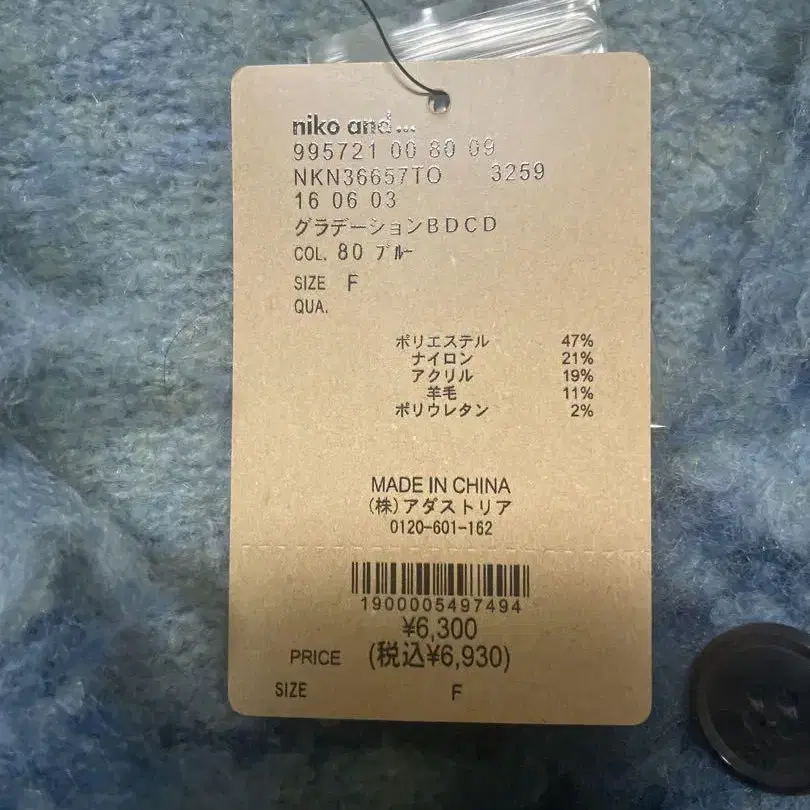 niko and...
995721 00 80 09
NKN36657TO 3259
16 06 03
グラデーションBDCD
COL. 80 ブルー
SIZE F
QUA.
ポリエステル 47%
ナイロン 21%
アクリル 19%
羊毛 11%
ポリウレタン 2%
MADE IN CHINA
(株)アダストリア
0120-601-162
1900005497494
¥6,300
PRICE (税込¥6,930)
SIZE F